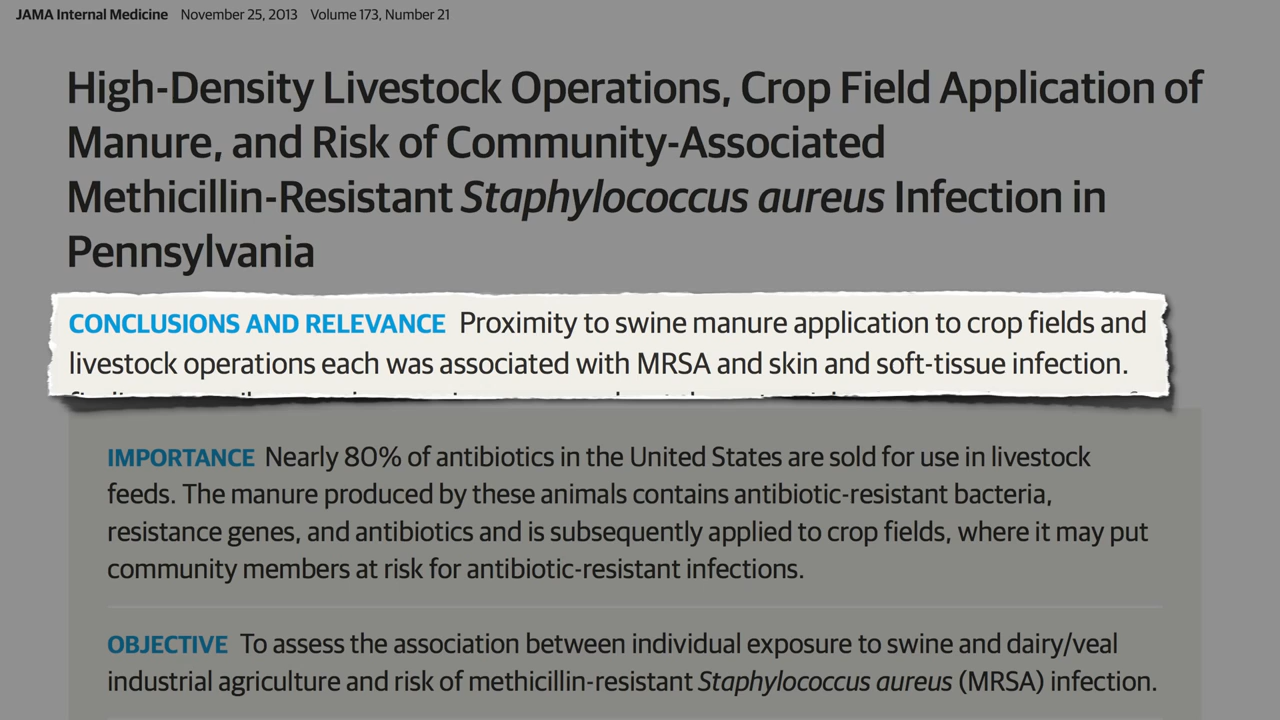 JAMA Internal Medicine November 25, 2013 Volume 173, Number 21
High-Density Livestock Operations, Crop Field Application of
Manure, and Risk of Community-Associated
Methicillin-Resistant Staphylococcus aureus Infection in
Pennsylvania
CONCLUSIONS AND RELEVANCE Proximity to swine manure application to crop fields and
livestock operations each was associated with MRSA and skin and soft-tissue infection.
IMPORTANCE Nearly 80% of antibiotics in the United States are sold for use in livestock
feeds. The manure produced by these animals contains antibiotic-resistant bacteria,
resistance genes, and antibiotics and is subsequently applied to crop fields, where it may put
community members at risk for antibiotic-resistant infections.
OBJECTIVE To assess the association between individual exposure to swine and dairy/veal
industrial agriculture and risk of methicillin-resistant Staphylococcus aureus (MRSA) infection.